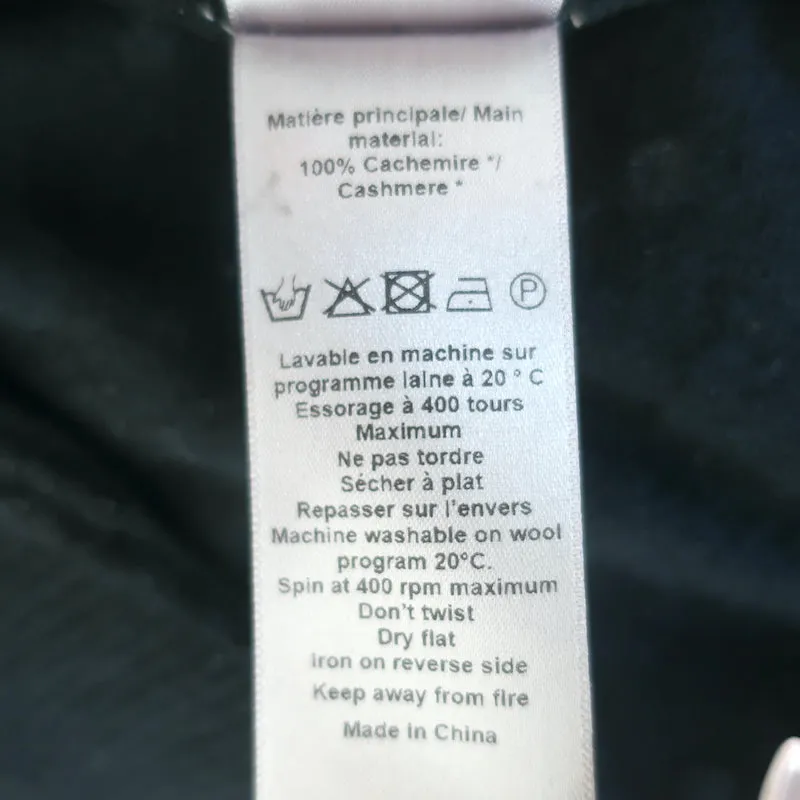 Matière principale/ Main
material:
100% Cachemire */
Cashmere *
P
Lavable en machine sur
programme laine à 20 ° C
Essorage à 400 tours
Maximum
Ne pas tordre
Sécher à plat
Repasser sur l'envers
Machine washable on wool
program 20°C.
Spin at 400 rpm maximum
Don't twist
Dry flat
Iron on reverse side
Keep away from fire
Made in China